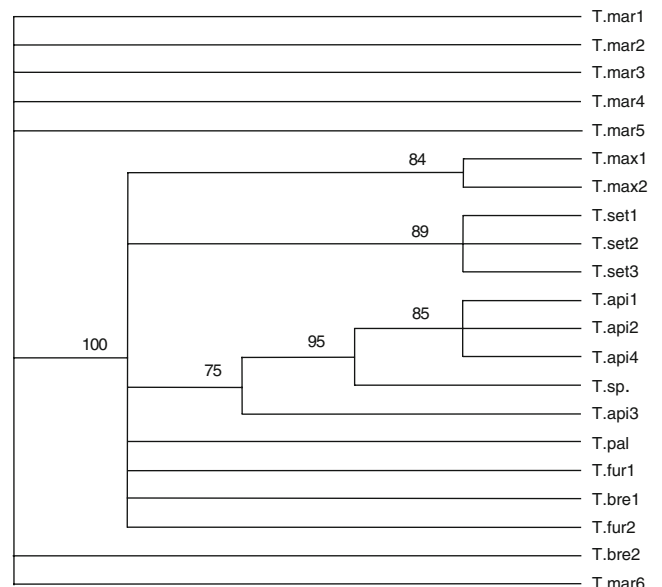 T.mar1
T.mar2
T.mar3
T.mar4
T.mar5
84
T.max1
T.max2
89
T.set1
T.set2
T.set3
85
T.api1
T.api2
95
100
T.api4
75
T.sp.
T.api3
T.pal
T.fur1
T.bre1
T.fur2
T.bre2
T.mar6